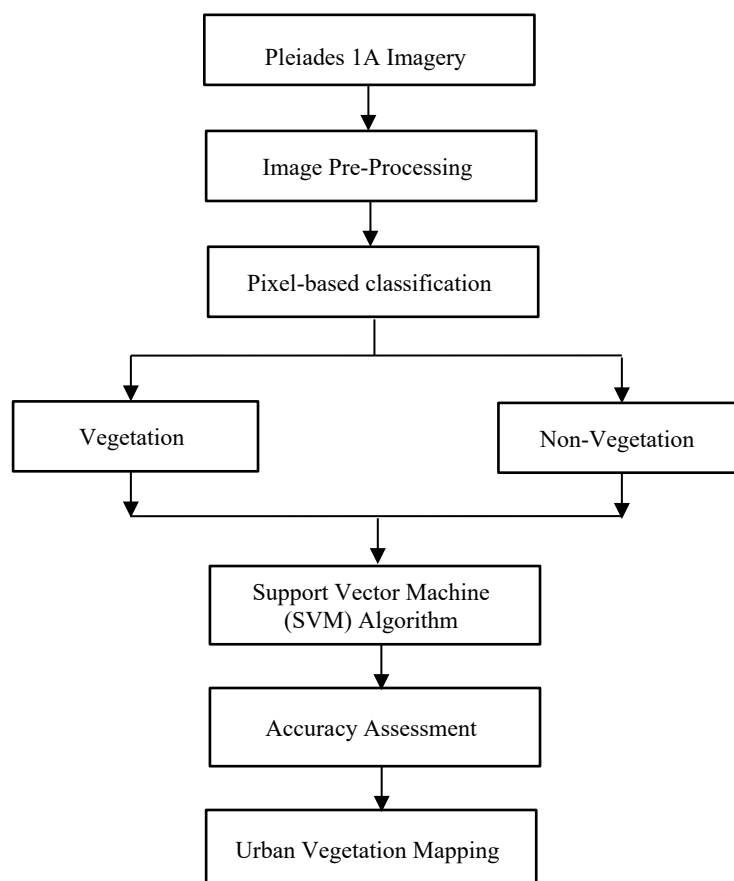 Pleiades 1A Imagery
Image Pre-Processing
Pixel-based classification
Vegetation
Non-Vegetation
Support Vector Machine
(SVM) Algorithm
Accuracy Assessment
Urban Vegetation Mapping